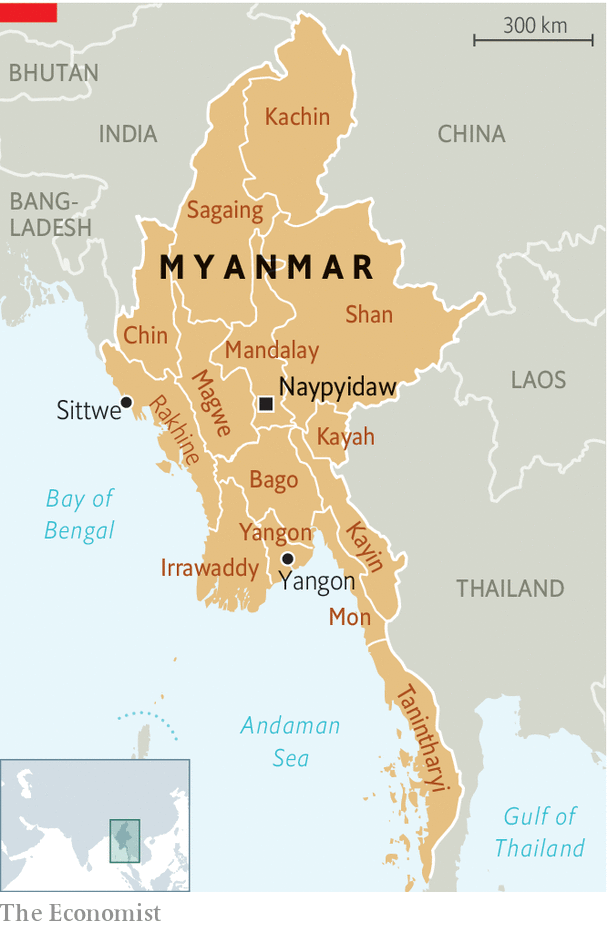 300 km
BHUTAN
Kachin
INDIA
CHINA
BANG-
LADESH
Sagaing
MYANMAR
Shan
Chin
Mandalay
Naypyidaw
LAOS
Magwe
Sittwe
Rakhine
Kayah
Bago
Bay of
Bengal
Yangon
Kayin
Irrawaddy
Yangon
THAILAND
Mon
Tanintharyi
Andaman
Sea
Gulf of
Thailand
The Economist